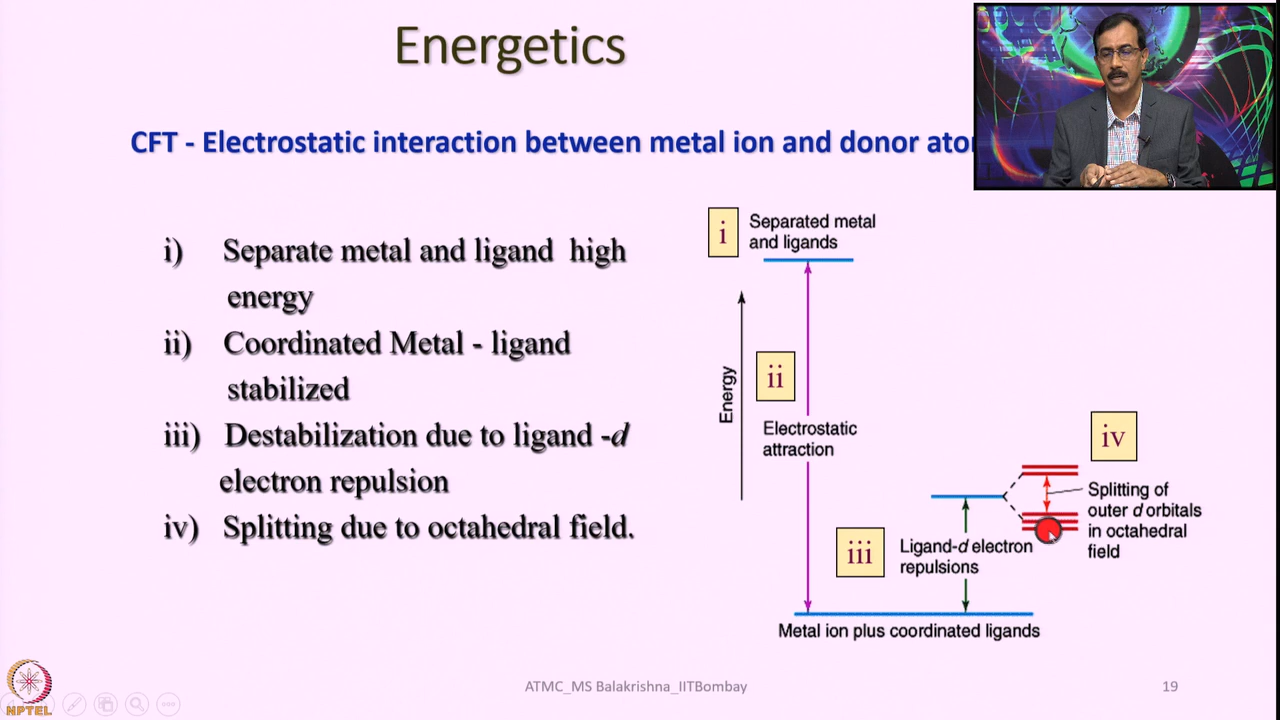 Energetics
CFT - Electrostatic interaction between metal ion and donor
i) Separate metal and ligand high
energy
ii) Coordinated Metal - ligand
stabilized
iii) Destabilization due to ligand -d
electron repulsion
iv) Splitting due to octahedral field.
i
Separated metal
and ligands
Energy
ii
Electrostatic
attraction
iii
Ligand-d electron
repulsions
iv
Splitting of
outer d orbitals
in octahedral
field
Metal ion plus coordinated ligands
NPTEL
ATMC_MS Balakrishna_IITBombay
19